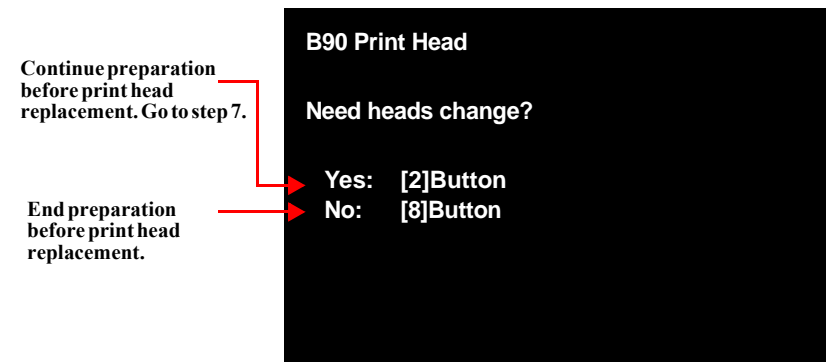 B90 Print Head
Continue preparation
before print head
replacement. Go to step 7.
Need heads change?
Yes: [2]Button
No: [8]Button
End preparation
before print head
replacement.